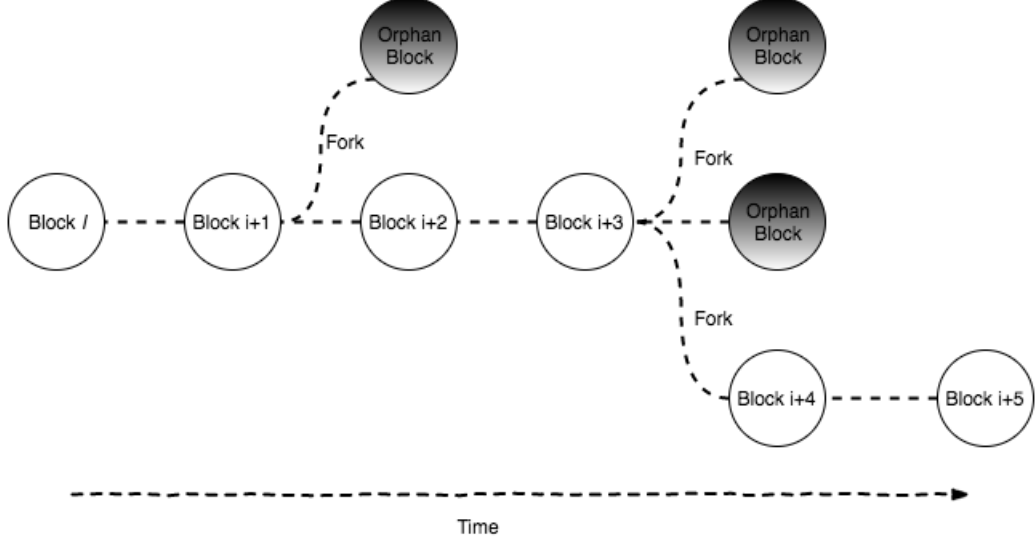 Orphan
Block
Orphan
Block
Fork
Fork
Block I
Block i+1
Block i+2
Block i+3
Orphan
Block
Fork
Block i+4
Block i+5
Time